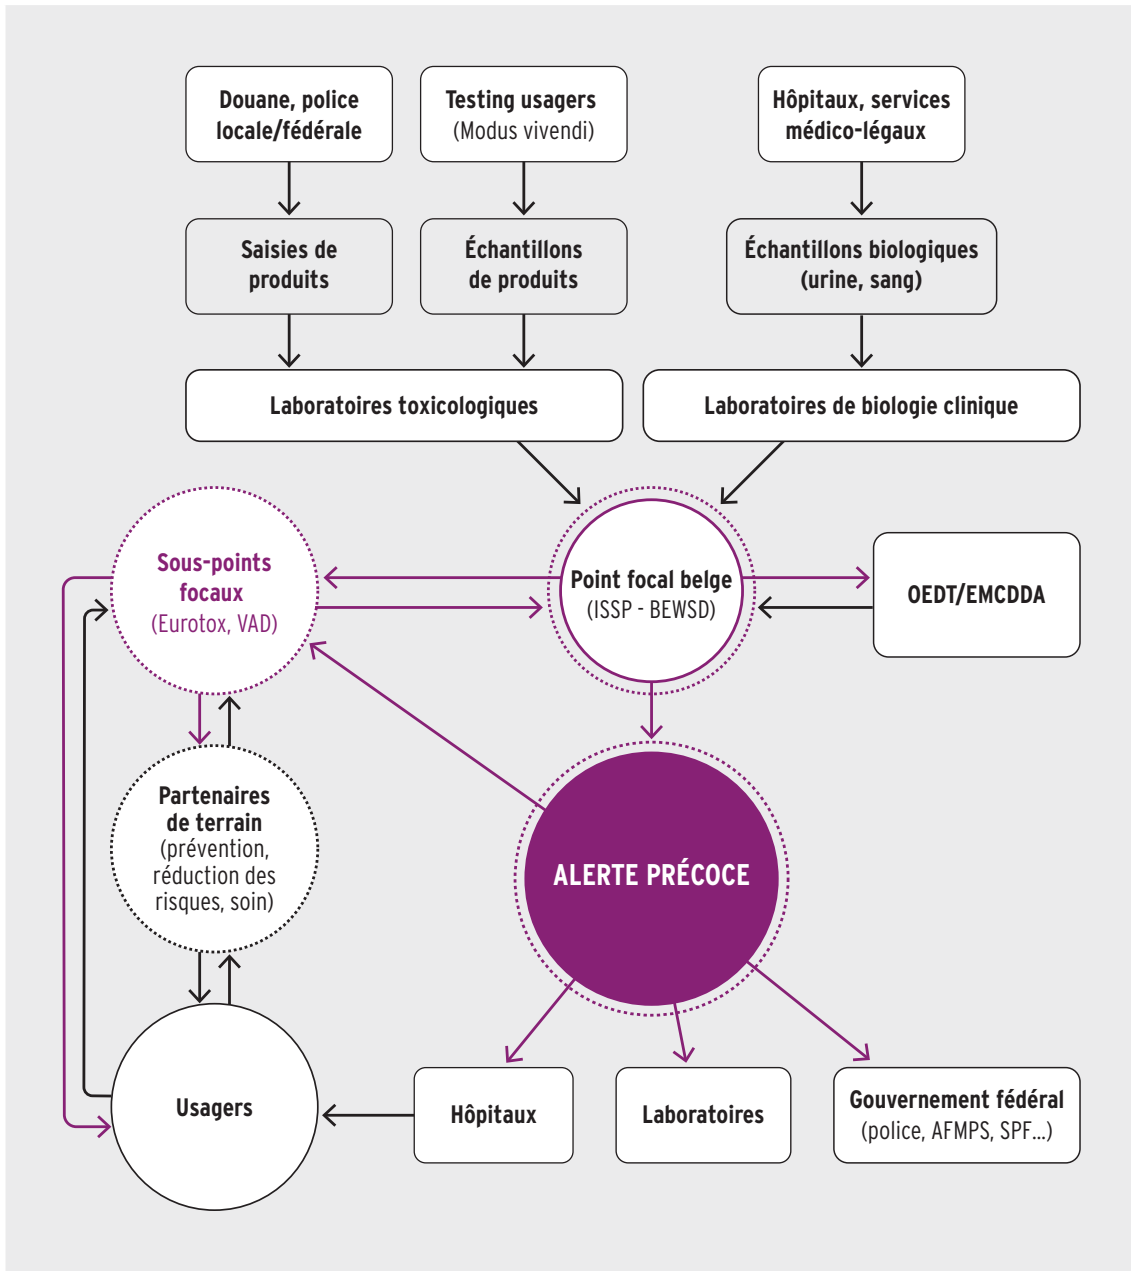 Douane, police
locale/fédérale
Testing usagers
(Modus vivendi)
Hôpitaux, services
médico-légaux
Saisies de
produits
Échantillons
de produits
Échantillons biologiques
(urine, sang)
Laboratoires toxicologiques
Laboratoires de biologie clinique
Sous-points
focaux
(Eurotox, VAD)
Point focal belge
(ISSP - BEWSD)
OEDT/EMCDDA
Partenaires
de terrain
(prévention,
réduction des
risques, soin)
ALERTE PRÉCOCE
Usagers
Hôpitaux
Laboratoires
Gouvernement fédéral
(police, AFMPS, SPF...)